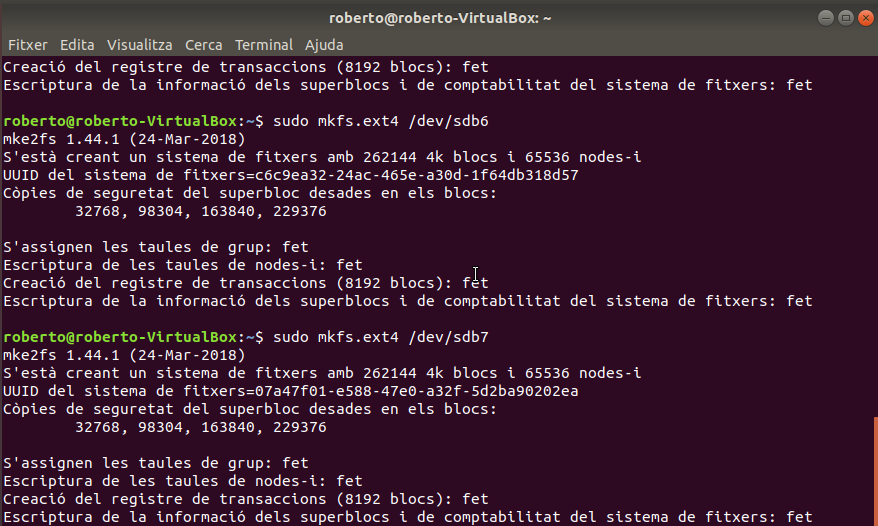 roberto@roberto-VirtualBox: ~
Fitxer Edita Visualitza Cerca Terminal Ajuda
Creació del registre de transaccions (8192 blocs): fet
Escriptura de la informació dels superblocs i de comptabilitat del sistema de fitxers: fet
roberto@roberto-VirtualBox:~$ sudo mkfs.ext4 /dev/sdb6
mke2fs 1.44.1 (24-Mar-2018)
S'està creant un sistema de fitxers amb 262144 4k blocs i 65536 nodes-i
UUID del sistema de fitxers=c6c9ea32-24ac-465e-a30d-1f64db318d57
Còpies de seguretat del superbloc desades en els blocs:
32768, 98304, 163840, 229376
S'assignen les taules de grup: fet
Escriptura de les taules de nodes-i: fet
Creació del registre de transaccions (8192 blocs): fet
Escriptura de la informació dels superblocs i de comptabilitat del sistema de fitxers: fet
roberto@roberto-VirtualBox:~$ sudo mkfs.ext4 /dev/sdb7
mke2fs 1.44.1 (24-Mar-2018)
S'està creant un sistema de fitxers amb 262144 4k blocs i 65536 nodes-i
UUID del sistema de fitxers=07a47f01-e588-47e0-a32f-5d2ba90202ea
Còpies de seguretat del superbloc desades en els blocs:
32768, 98304, 163840, 229376
S'assignen les taules de grup: fet
Escriptura de les taules de nodes-i: fet
Creació del registre de transaccions (8192 blocs): fet
Escriptura de la informació dels superblocs i de comptabilitat del sistema de fitxers: fet